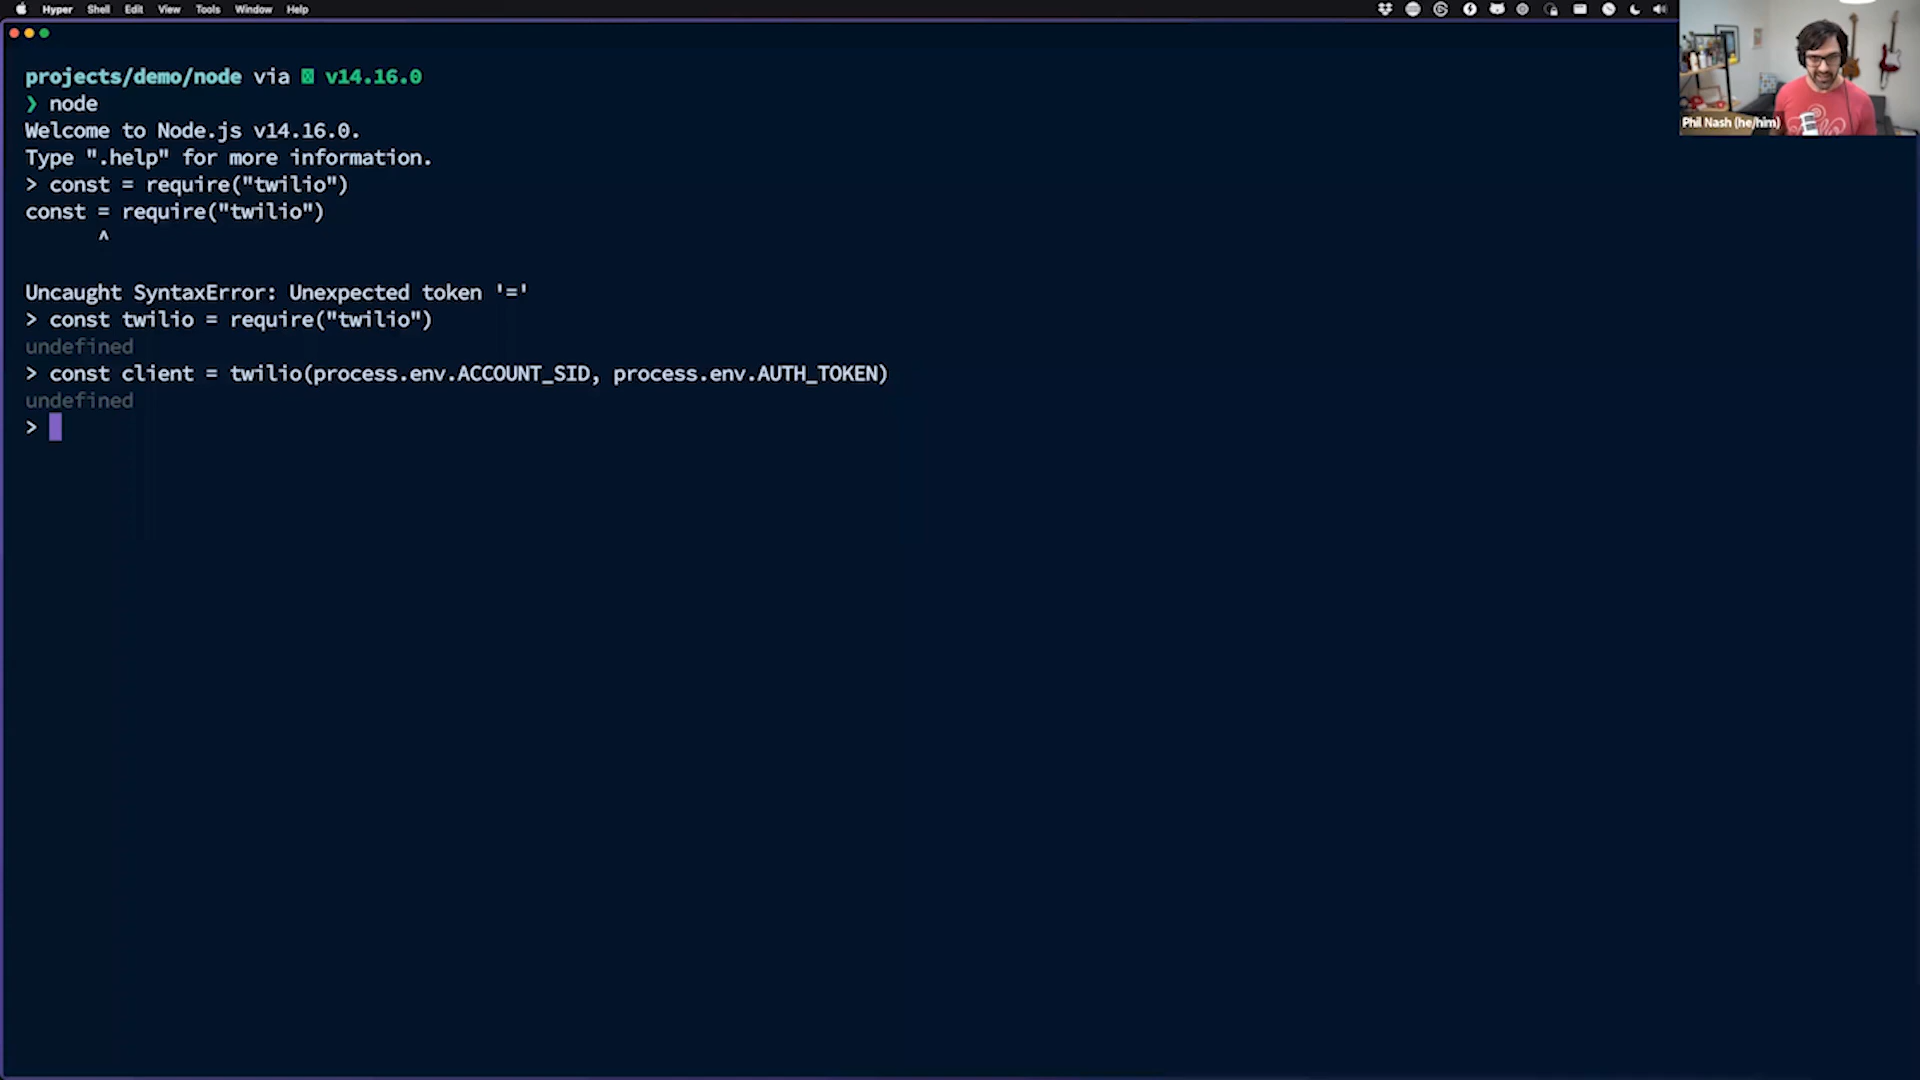 Hyper Shell Edit View Tools Window Help
projects/demo/node via v14.16.0
❯ node
Welcome to Node.js v14.16.0.
Type ".help" for more information.
> const = require("twilio")
const = require("twilio")
^
Uncaught SyntaxError: Unexpected token '='
> const twilio = require("twilio")
undefined
> const client = twilio(process.env.ACCOUNT_SID, process.env.AUTH_TOKEN)
undefined
>
Phil Nash (he/him)